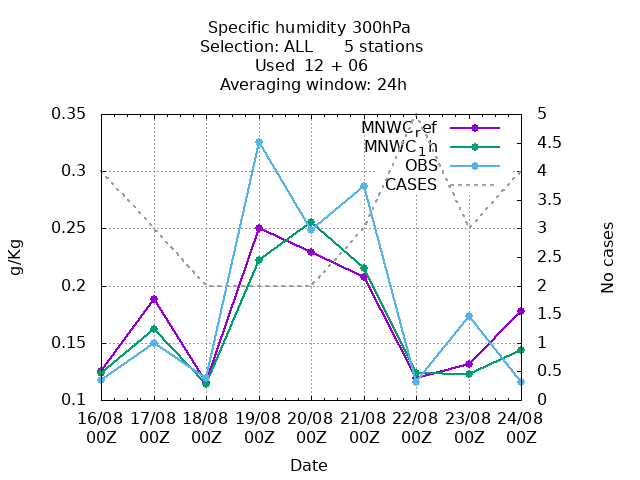 Specific humidity 300hPa
Selection: ALL      5 stations
Used  12 + 06
Averaging window: 24h
0.35
0.3
0.25
0.2
0.15
0.1
g/Kg
5
4.5
4
3.5
3
2.5
2
1.5
1
0.5
0
No cases
MNWCref
MNWC1h
OBS
CASES
16/08 17/08 18/08 19/08 20/08 21/08 22/08 23/08 24/08
00Z 00Z 00Z 00Z 00Z 00Z 00Z 00Z 00Z
Date